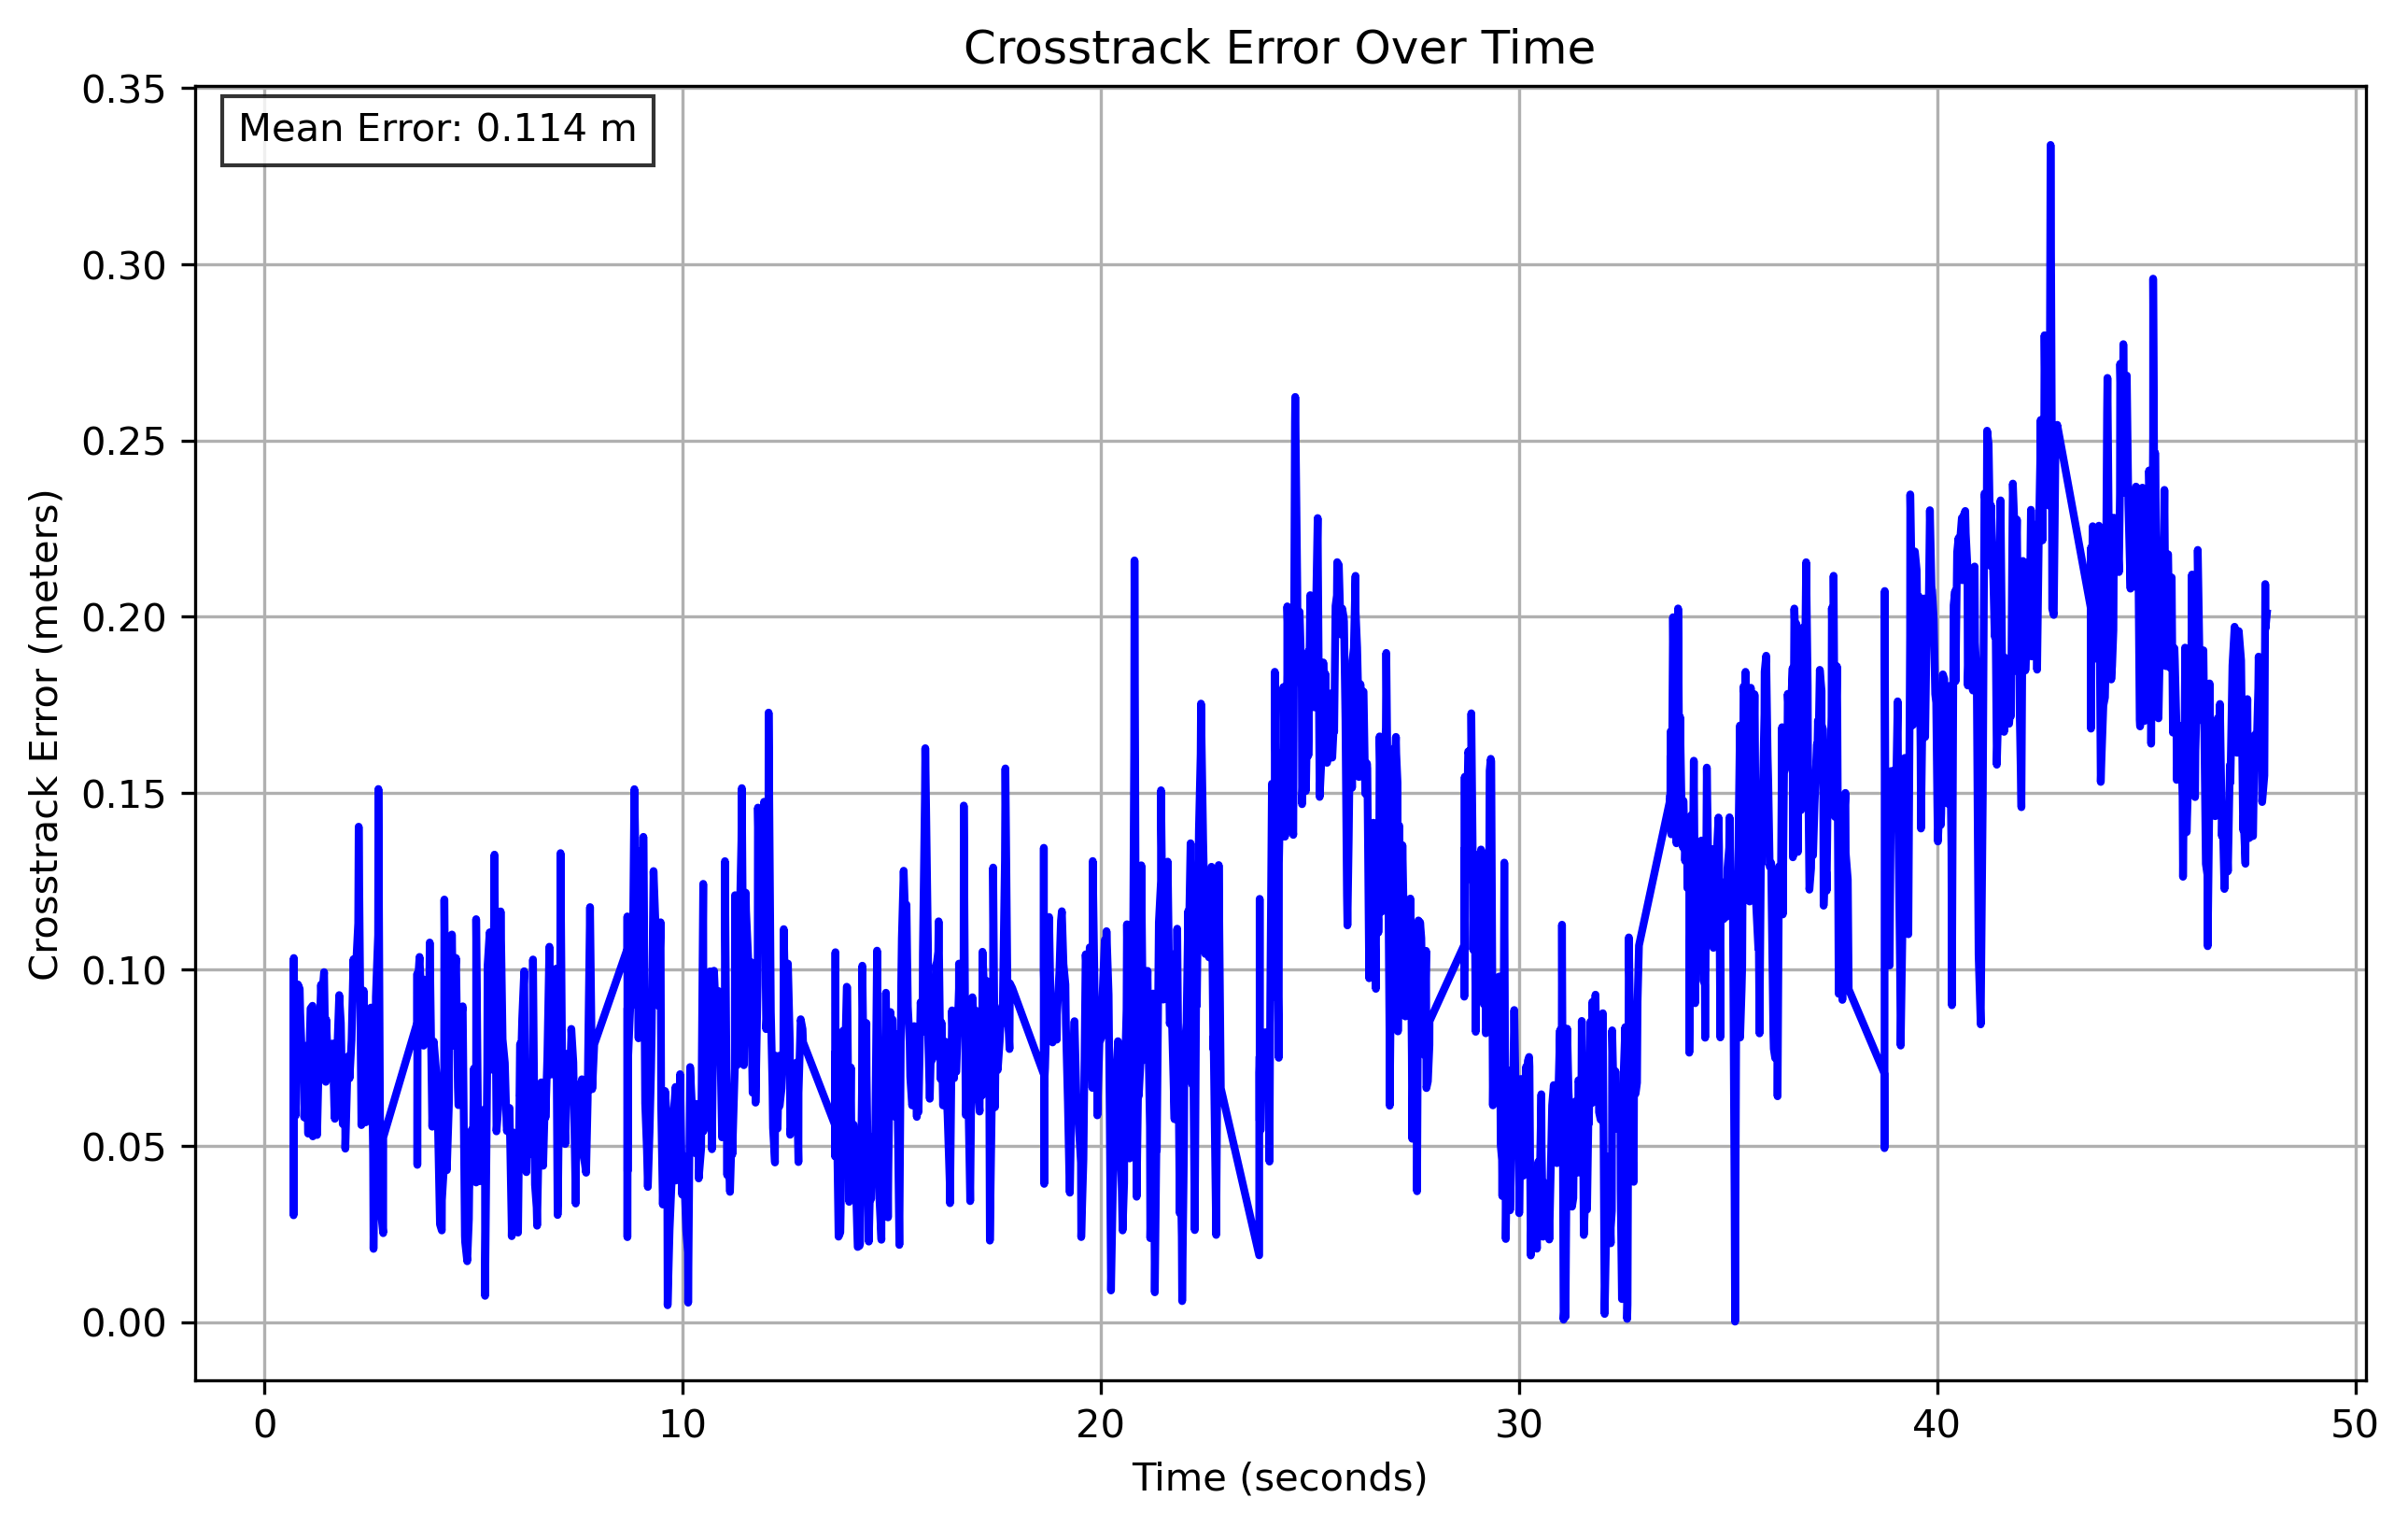 Crosstrack Error Over Time
Mean Error: 0.114 m
Crosstrack Error (meters)
0.35
0.30
0.25
0.20
0.15
0.10
0.05
0.00
0 10 20 30 40 50
Time (seconds)